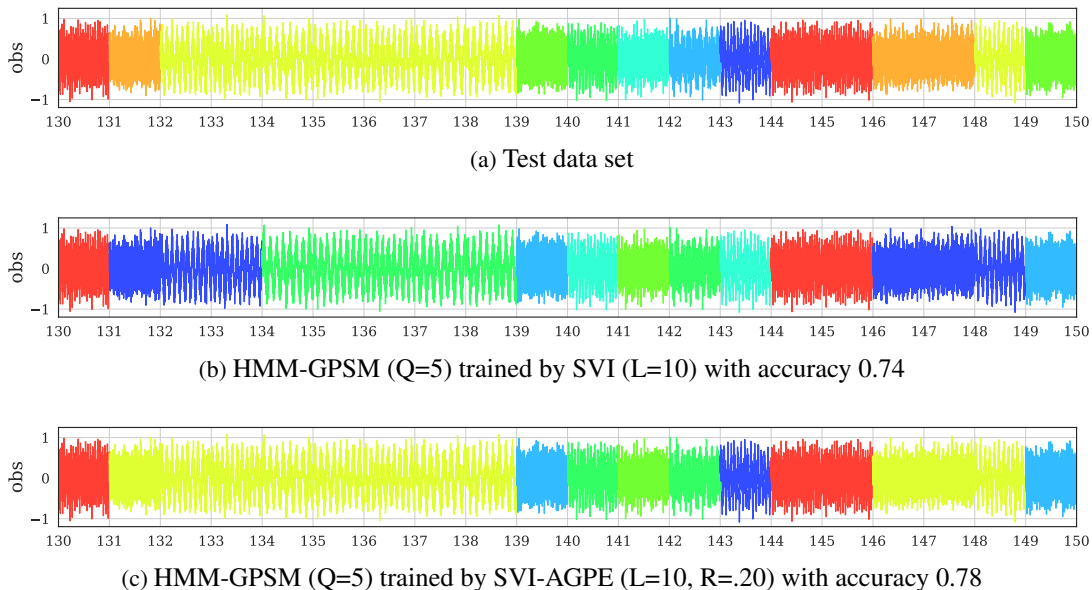 obs
1
0
−1
130 131 132 133 134 135 136 137 138 139 140 141 142 143 144 145 146 147 148 149 150
(a) Test data set
obs
1
0
−1
130 131 132 133 134 135 136 137 138 139 140 141 142 143 144 145 146 147 148 149 150
(b) HMM-GPSM (Q=5) trained by SVI (L=10) with accuracy 0.74
obs
1
0
−1
130 131 132 133 134 135 136 137 138 139 140 141 142 143 144 145 146 147 148 149 150
(c) HMM-GPSM (Q=5) trained by SVI-AGPE (L=10, R=.20) with accuracy 0.78